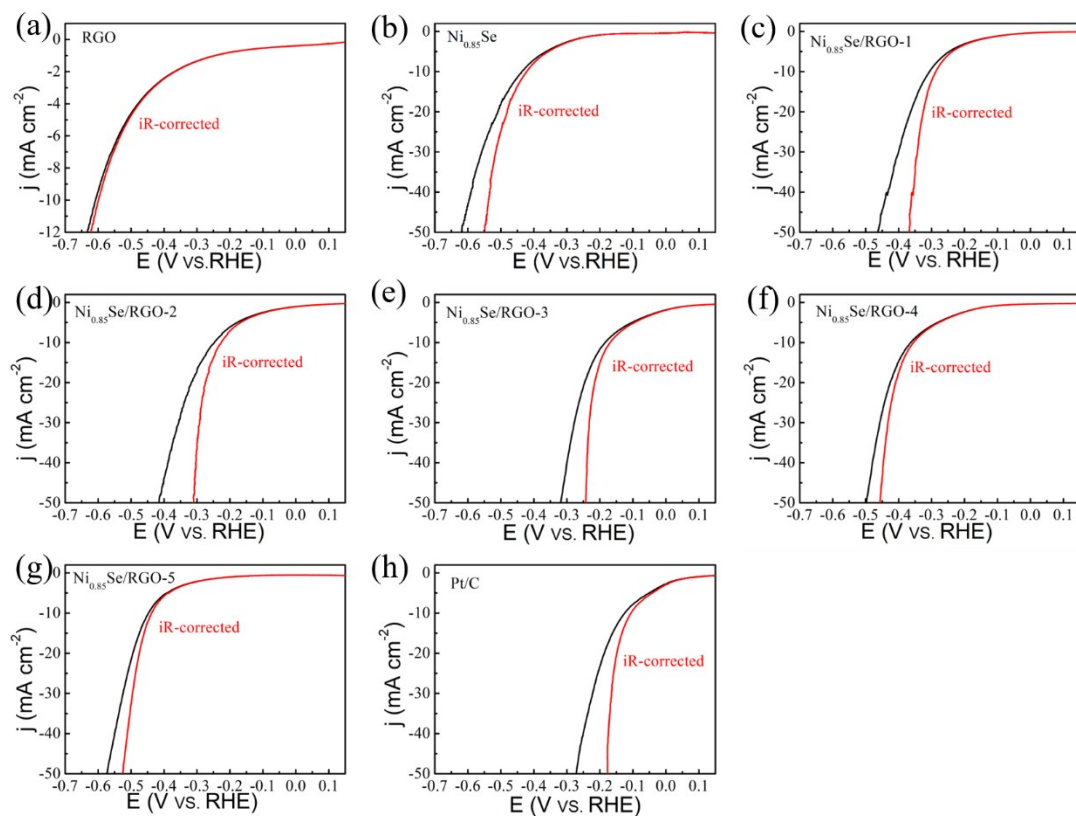 (a)
RGO
iR-corrected
0
-2
-4
-6
-8
-10
-12
j (mA cm⁻²)
-0.7 -0.6 -0.5 -0.4 -0.3 -0.2 -0.1 0.0 0.1
E (V VS.RHE)
(b)
Ni₀.₈₅Se
iR-corrected
0
-10
-20
-30
-40
-50
j (mA cm⁻²)
-0.7 -0.6 -0.5 -0.4 -0.3 -0.2 -0.1 0.0 0.1
E (V VS.RHE)
(c)
Ni₀.₈₅Se/RGO-1
iR-corrected
0
-10
-20
-30
-40
-50
j (mA cm⁻²)
-0.7 -0.6 -0.5 -0.4 -0.3 -0.2 -0.1 0.0 0.1
E (V VS.RHE)
(d)
Ni₀.₈₅Se/RGO-2
iR-corrected
0
-10
-20
-30
-40
-50
j (mA cm⁻²)
-0.7 -0.6 -0.5 -0.4 -0.3 -0.2 -0.1 0.0 0.1
E (V VS. RHE)
(e)
Ni₀.₈₅Se/RGO-3
iR-corrected
0
-10
-20
-30
-40
-50
j (mA cm⁻²)
-0.7 -0.6 -0.5 -0.4 -0.3 -0.2 -0.1 0.0 0.1
E (V VS. RHE)
(f)
Ni₀.₈₅Se/RGO-4
iR-corrected
0
-10
-20
-30
-40
-50
j (mA cm⁻²)
-0.7 -0.6 -0.5 -0.4 -0.3 -0.2 -0.1 0.0 0.1
E (V VS. RHE)
(g)
Ni₀.₈₅Se/RGO-5
iR-corrected
0
-10
-20
-30
-40
-50
j (mA cm⁻²)
-0.7 -0.6 -0.5 -0.4 -0.3 -0.2 -0.1 0.0 0.1
E (V VS. RHE)
(h)
Pt/C
iR-corrected
0
-10
-20
-30
-40
-50
j (mA cm⁻²)
-0.7 -0.6 -0.5 -0.4 -0.3 -0.2 -0.1 0.0 0.1
E (V VS. RHE)